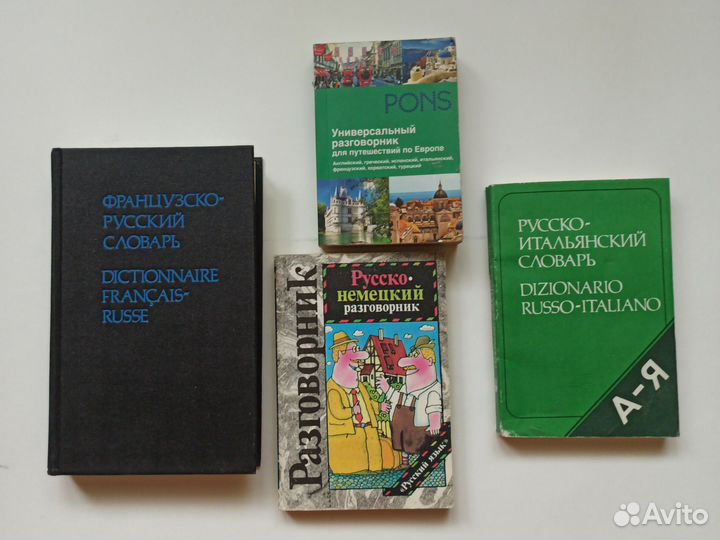 ФРАНЦУЗСКО-
РУССКИЙ
СЛОВАРЬ
DICTIONNAIRE
FRANÇAIS-
RUSSE
PONS
Универсальный
разговорник
для путешествий по Европе
Английский, греческий, испанский, итальянский,
французский, хорватский, турецкий
Разговорник
Русско-
немецкий
разговорник
«Русский язык»
РУССКО-
ИТАЛЬЯНСКИЙ
СЛОВАРЬ
DIZIONARIO
RUSSO-ITALIANO
А-Я
Avito